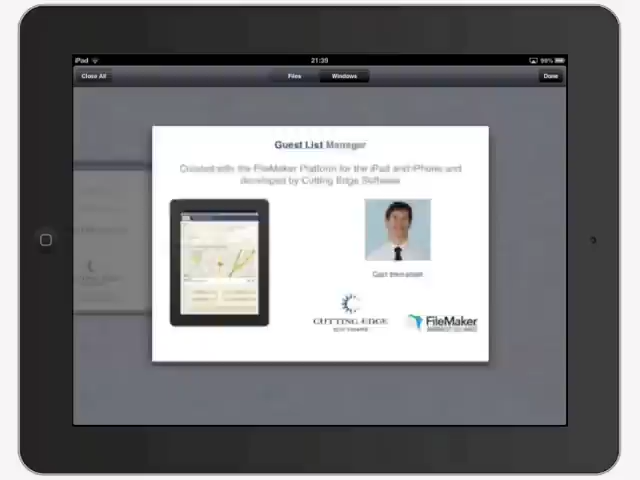 iPad 21:39 98%
Close All Files Windows Done
Guest List Manager
Created with the FileMaker Platform for the iPad and iPhone and
developed by Cutting Edge Software
CUTTING EDGE
SOFTWARE
FileMaker